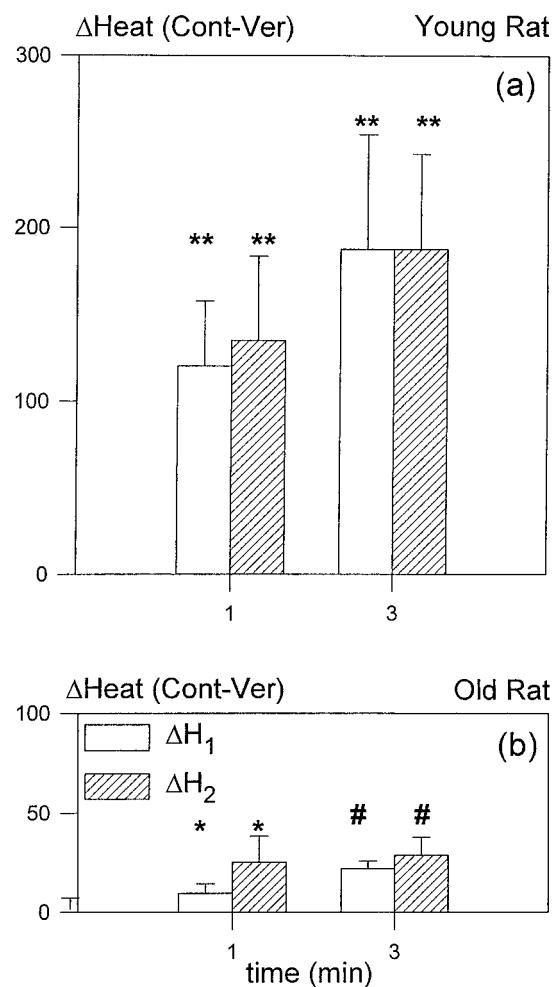 ΔHeat (Cont-Ver) Young Rat
300
(a)
** **
200
** **
100
0
1 3
ΔHeat (Cont-Ver) Old Rat
100
(b)
ΔH1
ΔH2
50
* * # #
0
1 3
time (min)